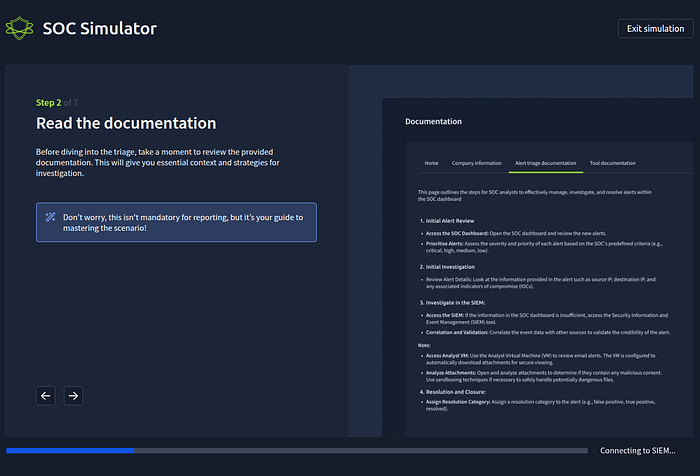 SOC Simulator
Exit simulation
Step 2 of 7
Read the documentation
Before diving into the triage, take a moment to review the provided
documentation. This will give you essential context and strategies for
investigation.
Don't worry, this isn't mandatory for reporting, but it's your guide to
mastering the scenario!
Documentation
Home Company information Alert triage documentation Tool documentation
This page outlines the steps for SOC analysts to effectively manage, investigate, and resolve alerts within
the SOC dashboard
1. Initial Alert Review
• Access the SOC Dashboard: Open the SOC dashboard and review the new alerts.
• Prioritise Alerts: Assess the severity and priority of each alert based on the SOC's predefined criteria (e.g.,
critical, high, medium, low).
2. Initial Investigation
• Review Alert Details: Look at the information provided in the alert such as source IP, destination IP, and
any associated indicators of compromise (IOCs).
3. Investigate in the SIEM:
• Access the SIEM: If the information in the SOC dashboard is insufficient, access the Security Information and
Event Management (SIEM) tool.
• Correlation and Validation: Correlate the event data with other sources to validate the credibility of the alert.
Note:
• Access Analyst VM: Use the Analyst Virtual Machine (VM) to review email alerts. The VM is configured to
automatically download attachments for secure viewing.
• Analyze Attachments: Open and analyze attachments to determine if they contain any malicious content.
Use sandboxing techniques if necessary to safely handle potential dangerous files.
4. Resolution and Closure:
• Assign Resolution Category: Assign a resolution category to the alert (e.g., false positive, true positive,
resolved).
Connecting to SIEM...